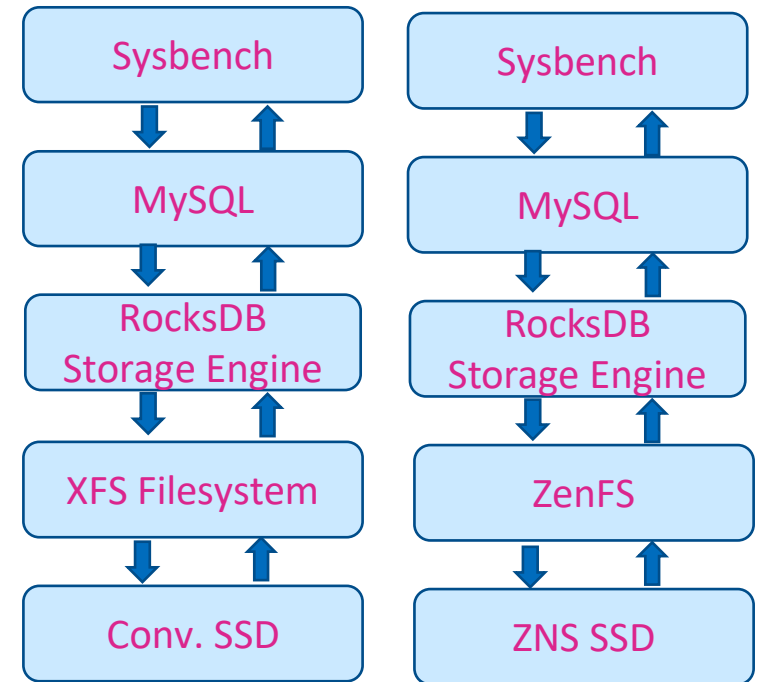 Sysbench
MySQL
RocksDB
Storage Engine
XFS Filesystem
Conv. SSD
Sysbench
MySQL
RocksDB
Storage Engine
ZenFS
ZNS SSD